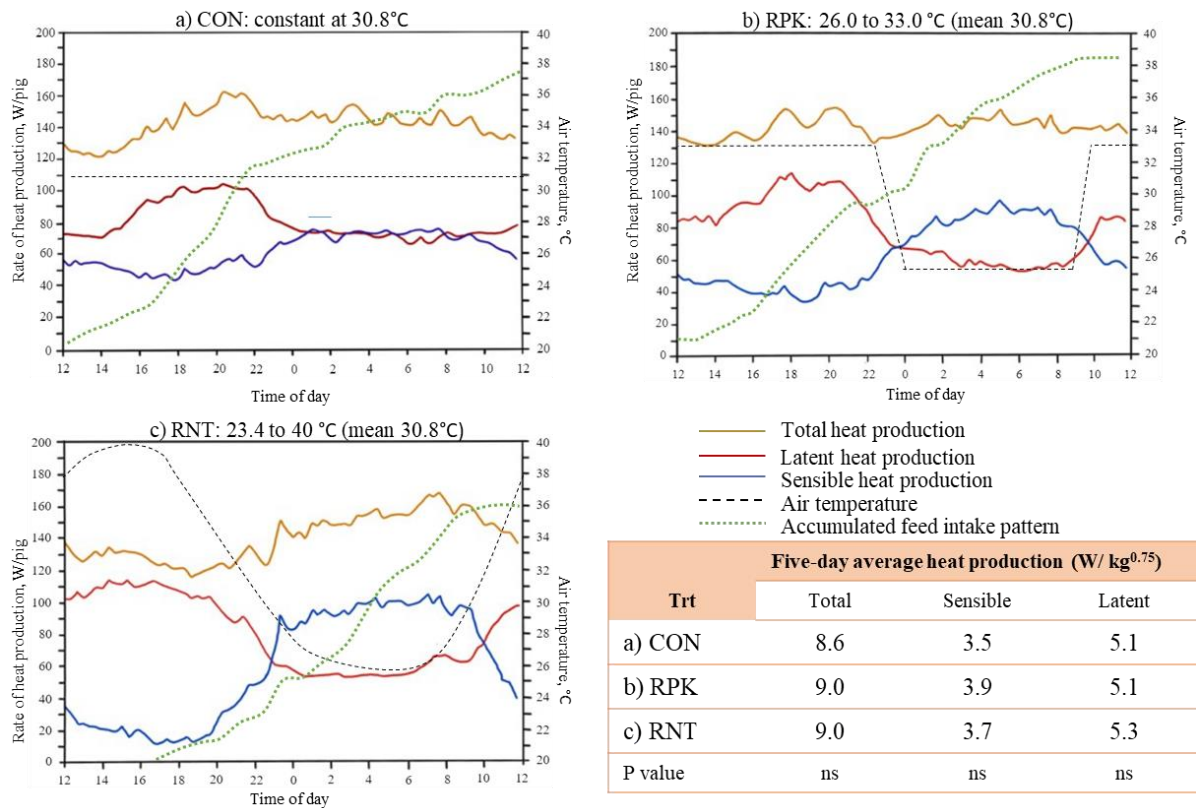 a) CON: constant at 30.8°C
Rate of heat production, W/pig
200
180
160
140
120
100
80
60
40
20
0
40
38
36
34
32
31
30
28
26
24
22
20
Air temperature, °C
12 14 16 18 20 22 0 2 4 6 8 10 12
Time of day
b) RPK: 26.0 to 33.0 °C (mean 30.8°C)
Rate of heat production, W/pig
200
180
160
140
120
100
80
60
40
20
0
40
38
36
34
33
32
30
28
26
24
22
20
Air temperature, °C
12 14 16 18 20 22 0 2 4 6 8 10 12
Time of day
c) RNT: 23.4 to 40 °C (mean 30.8°C)
Rate of heat production, W/pig
200
180
160
140
120
100
80
60
40
20
0
40
38
36
34
32
30
28
26
24
22
20
Air temperature, °C
12 14 16 18 20 22 0 2 4 6 8 10 12
Time of day
Total heat production
Latent heat production
Sensible heat production
Air temperature
Accumulated feed intake pattern
Five-day average heat production (W/ kg0.75)
Trt Total Sensible Latent
a) CON 8.6 3.5 5.1
b) RPK 9.0 3.9 5.1
c) RNT 9.0 3.7 5.3
P value ns ns ns